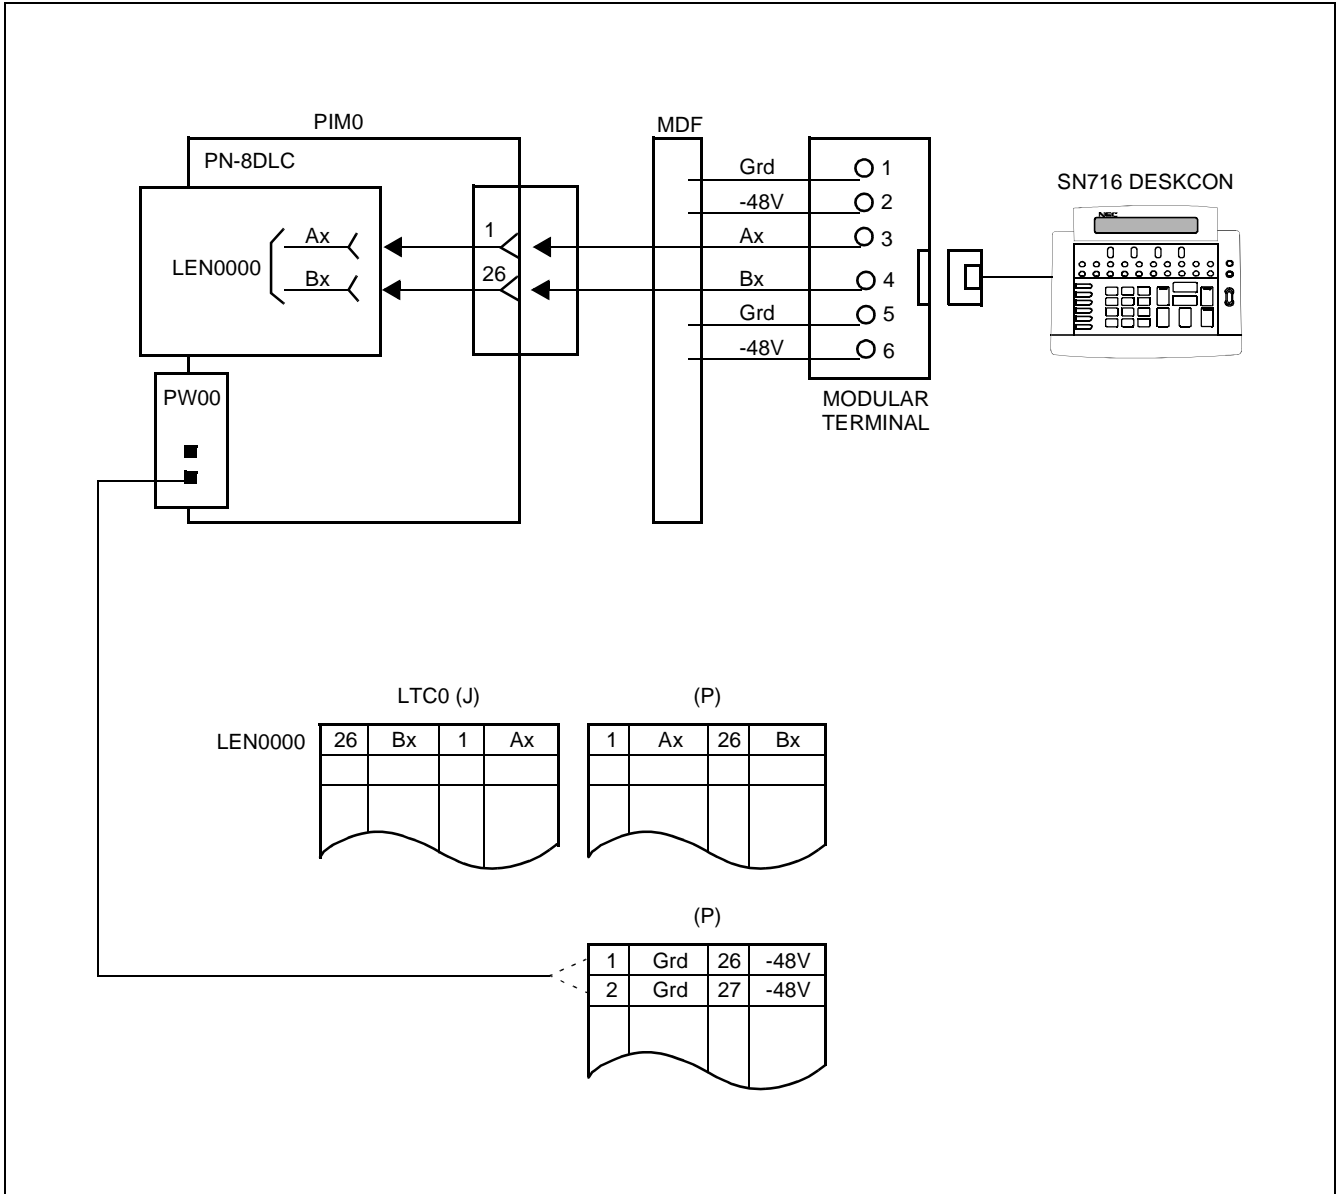 PIM0
MDF
PN-8DLC
Grd 1
SN716 DESKCON
NEC
-48V 2
Ax 1 Ax 3
LEN0000
Bx 26 Bx 4
Grd 5
-48V 6
PW00
MODULAR
TERMINAL
LTC0 (J) (P)
LEN0000 26 Bx 1 Ax 1 Ax 26 Bx
(P)
1 Grd 26 -48V
2 Grd 27 -48V